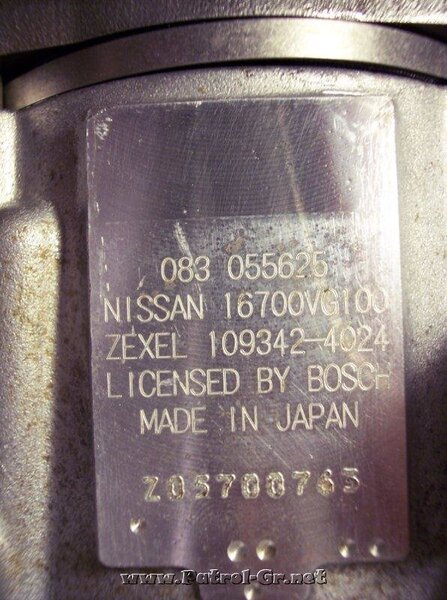 083 055625
NISSAN 16700VG100
ZEXEL 109342-4024
LICENSED BY BOSCH
MADE IN JAPAN
Z05700763
www.Patrol-Gr.net